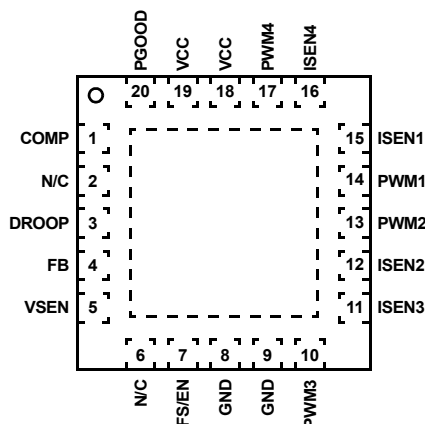 PGOOD
VCC
VCC
PWM4
ISEN4
20
19
18
17
16
COMP 1
15 ISEN1
N/C 2
14 PWM1
DROOP 3
13 PWM2
FB 4
12 ISEN2
VSEN 5
11 ISEN3
6
7
8
9
10
N/C
FS/EN
GND
GND
PWM3